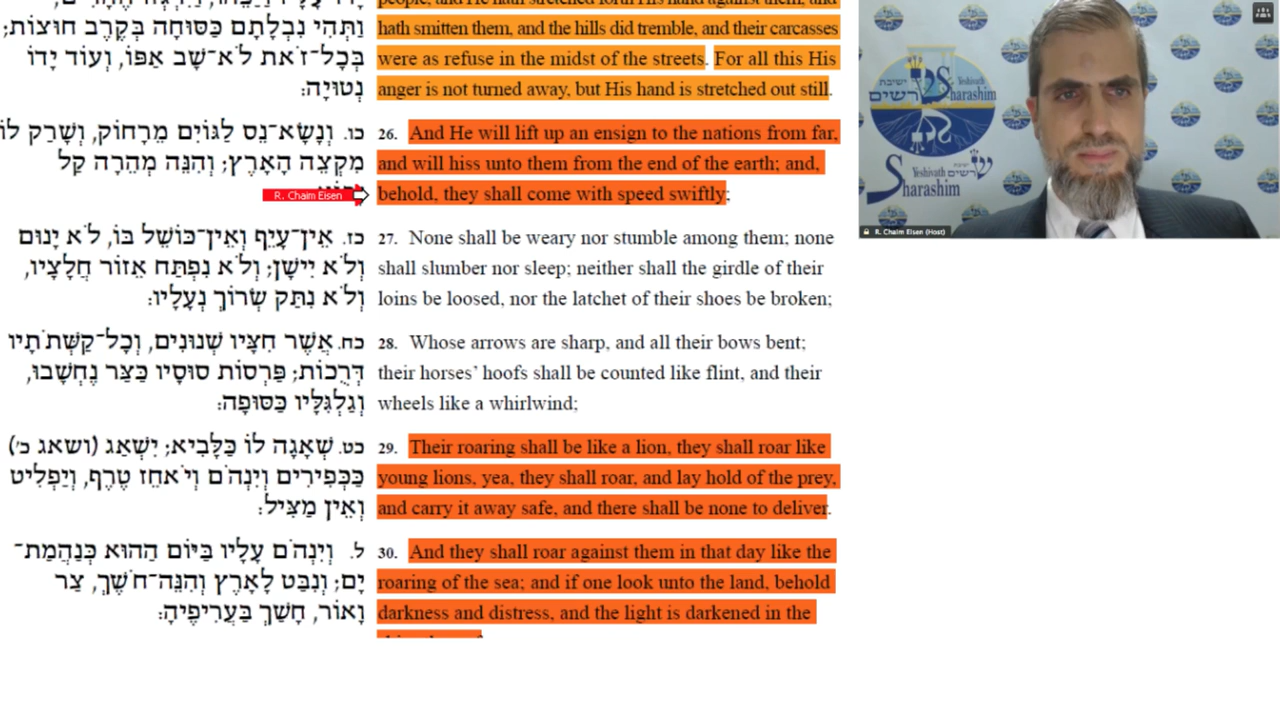 people, and He hath stretched forth His hand against them, and
וַתְּהִי נִבְלָתָם כַּסּוּחָה בְּקֶרֶב חוּצוֹת;
hath smitten them, and the hills did tremble, and their carcasses
בְּכָל־זֹאת לֹא־שָׁב אַפּוֹ, וְעוֹד יָדוֹ
were as refuse in the midst of the streets. For all this His
נְטוּיָה:
anger is not turned away, but His hand is stretched out still.
כו. וְנָשָׂא־נֵס לַגּוֹיִם מֵרָחוֹק, וְשָׁרַק לוֹ
26. And He will lift up an ensign to the nations from far,
מִקְצֵה הָאָרֶץ; וְהִנֵּה מְהֵרָה קַל
and will hiss unto them from the end of the earth; and,
R. Chaim Eisen
behold, they shall come with speed swiftly;
כז. אֵין־עָיֵף וְאֵין־כּוֹשֵׁל בּוֹ, לֹא יָנוּם
27. None shall be weary nor stumble among them; none
וְלֹא יִישָׁן; וְלֹא נִפְתַּח אֵזוֹר חֲלָצָיו,
shall slumber nor sleep; neither shall the girdle of their
וְלֹא נִתַּק שְׂרוֹךְ נְעָלָיו:
loins be loosed, nor the latchet of their shoes be broken;
כח. אֲשֶׁר חִצָּיו שְׁנוּנִים, וְכָל־קַשְּׁתֹתָיו
28. Whose arrows are sharp, and all their bows bent;
דְּרֻכוֹת; פַּרְסוֹת סוּסָיו כַּצַּר נֶחְשָׁבוּ,
their horses' hoofs shall be counted like flint, and their
וְגַלְגִּלָּיו כַּסּוּפָה:
wheels like a whirlwind;
כט. שְׁאָגָה לוֹ כַּלָּבִיא; יִשְׁאַג (ושאג כ') 
29. Their roaring shall be like a lion, they shall roar like
כַּכְּפִירִים וְיִנְהֹם וְיֹאחֵז טֶרֶף, וְיַפְלִיט
young lions, yea, they shall roar, and lay hold of the prey,
וְאֵין מַצִּיל:
and carry it away safe, and there shall be none to deliver.
ל. וְיִנְהֹם עָלָיו בַּיּוֹם הַהוּא כְּנַהֲמַת־
30. And they shall roar against them in that day like the
יָם; וְנִבַּט לָאָרֶץ וְהִנֵּה־חֹשֶׁךְ, צַר
roaring of the sea; and if one look unto the land, behold
וָאוֹר, חָשַׁךְ בַּעֲרִיפֶיהָ:
darkness and distress, and the light is darkened in the
ישיבת
שרשים
Yeshivath
Sharashim
Yeshivath
ישיבת
שרשים
Sharashim
R. Chaim Eisen (Host)